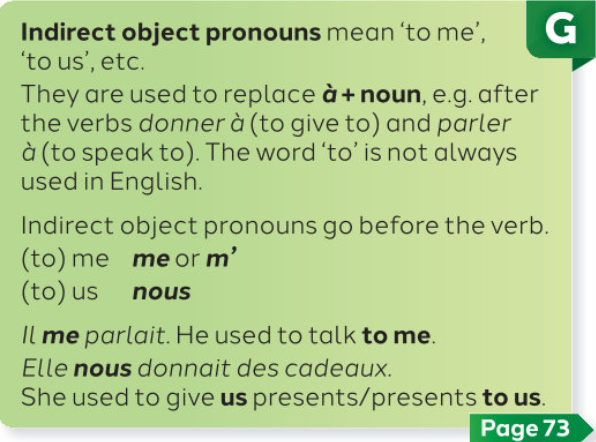 G
Indirect object pronouns mean ‘to me’,
‘to us’, etc.
They are used to replace à + noun, e.g. after
the verbs donner à (to give to) and parler
à (to speak to). The word ‘to’ is not always
used in English.
Indirect object pronouns go before the verb.
(to) me me or m’
(to) us nous
Il me parlait. He used to talk to me.
Elle nous donnait des cadeaux.
She used to give us presents/presents to us.
Page 73